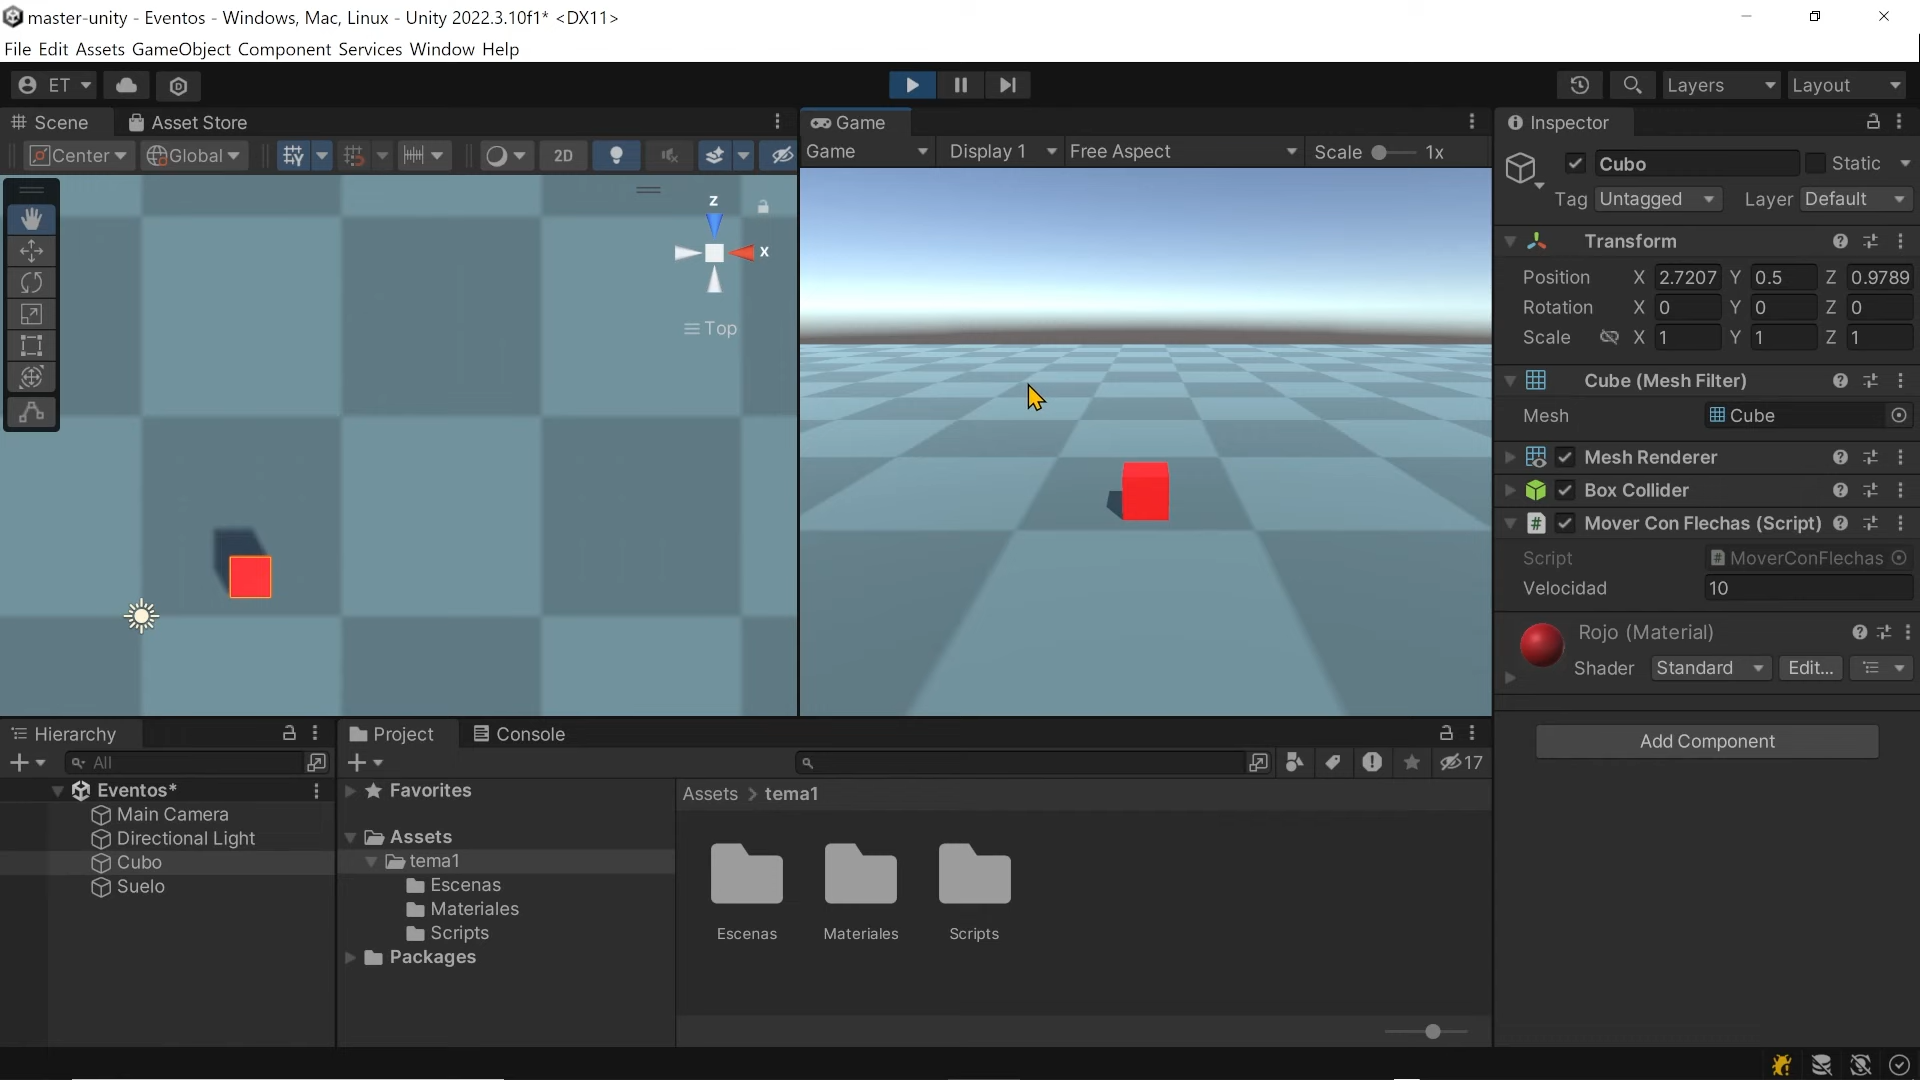 master-unity - Eventos - Windows, Mac, Linux - Unity 2022.3.10f1* <DX11>
File Edit Assets GameObject Component Services Window Help
ET
Layers
Layout
Scene
Asset Store
Center
Global
2D
z
x
Top
Game
Game
Display 1
Free Aspect
Scale
1x
Inspector
Cubo
Static
Tag Untagged
Layer Default
Transform
Position X 2.7207 Y 0.5 Z 0.9789
Rotation X 0 Y 0 Z 0
Scale X 1 Y 1 Z 1
Cube (Mesh Filter)
Mesh Cube
Mesh Renderer
Box Collider
Mover Con Flechas (Script)
Script MoverConFlechas
Velocidad 10
Rojo (Material)
Shader Standard Edit...
Add Component
Hierarchy
All
Eventos*
Main Camera
Directional Light
Cubo
Suelo
Project
Console
17
Favorites
Assets
tema1
Escenas
Materiales
Scripts
Packages
Assets > tema1
Escenas
Materiales
Scripts